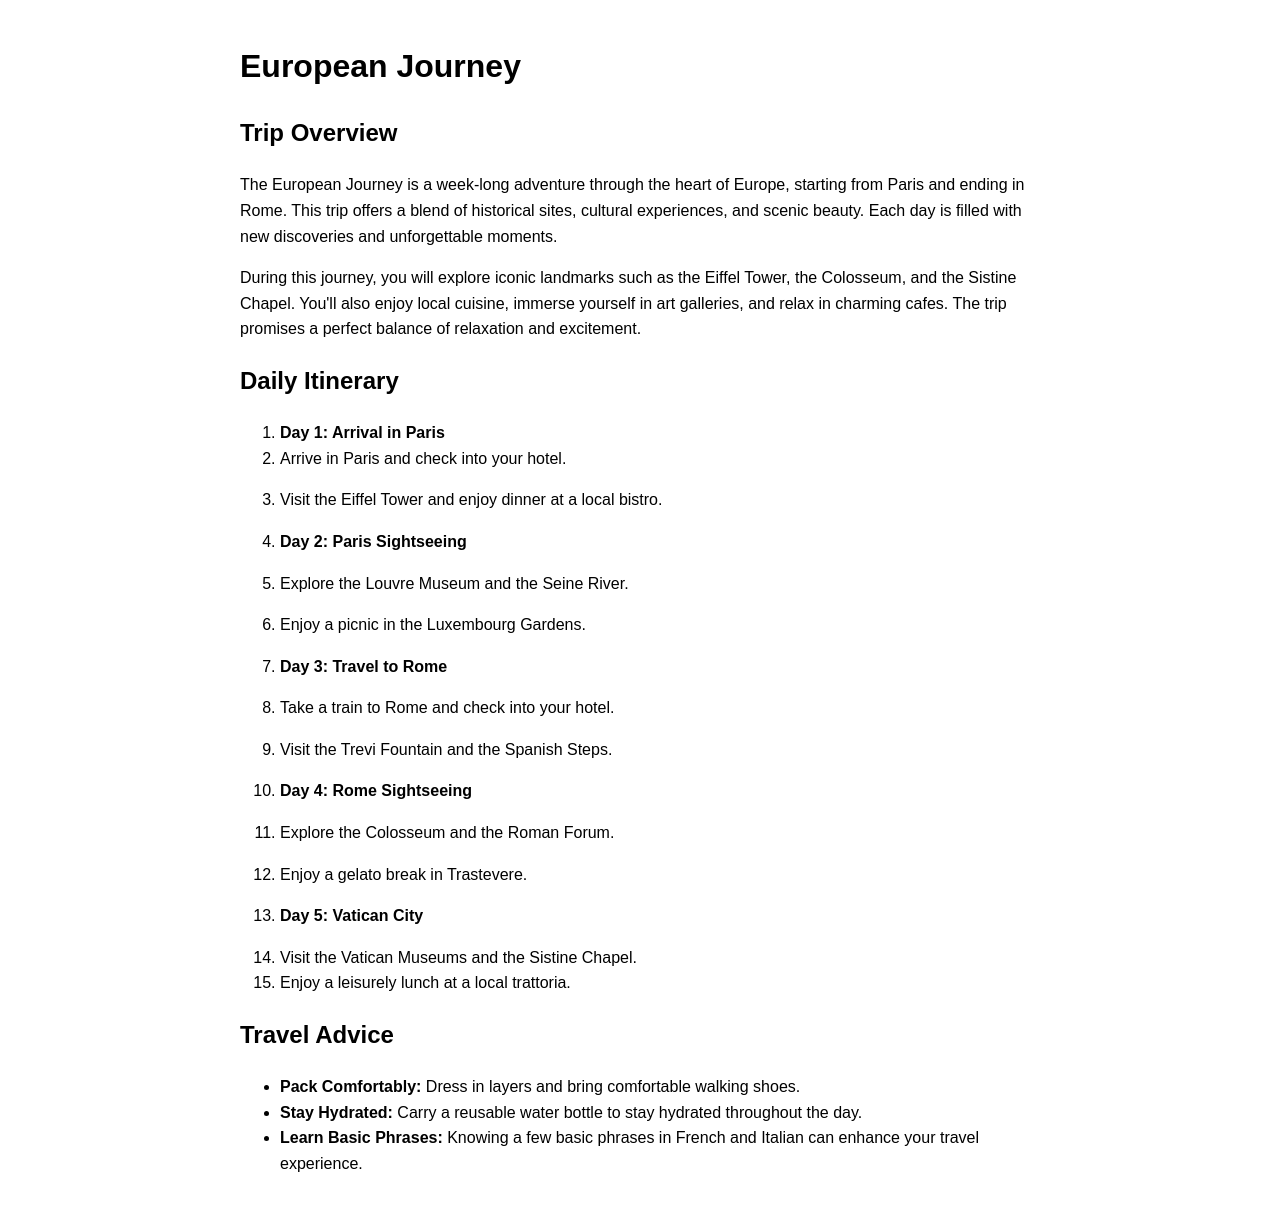 European Journey
Trip Overview
The European Journey is a week-long adventure through the heart of Europe, starting from Paris and ending in
Rome. This trip offers a blend of historical sites, cultural experiences, and scenic beauty. Each day is filled with
new discoveries and unforgettable moments.
During this journey, you will explore iconic landmarks such as the Eiffel Tower, the Colosseum, and the Sistine
Chapel. You'll also enjoy local cuisine, immerse yourself in art galleries, and relax in charming cafes. The trip
promises a perfect balance of relaxation and excitement.
Daily Itinerary
1. Day 1: Arrival in Paris
2. Arrive in Paris and check into your hotel.
3. Visit the Eiffel Tower and enjoy dinner at a local bistro.
4. Day 2: Paris Sightseeing
5. Explore the Louvre Museum and the Seine River.
6. Enjoy a picnic in the Luxembourg Gardens.
7. Day 3: Travel to Rome
8. Take a train to Rome and check into your hotel.
9. Visit the Trevi Fountain and the Spanish Steps.
10. Day 4: Rome Sightseeing
11. Explore the Colosseum and the Roman Forum.
12. Enjoy a gelato break in Trastevere.
13. Day 5: Vatican City
14. Visit the Vatican Museums and the Sistine Chapel.
15. Enjoy a leisurely lunch at a local trattoria.
Travel Advice
• Pack Comfortably: Dress in layers and bring comfortable walking shoes.
• Stay Hydrated: Carry a reusable water bottle to stay hydrated throughout the day.
• Learn Basic Phrases: Knowing a few basic phrases in French and Italian can enhance your travel
experience.